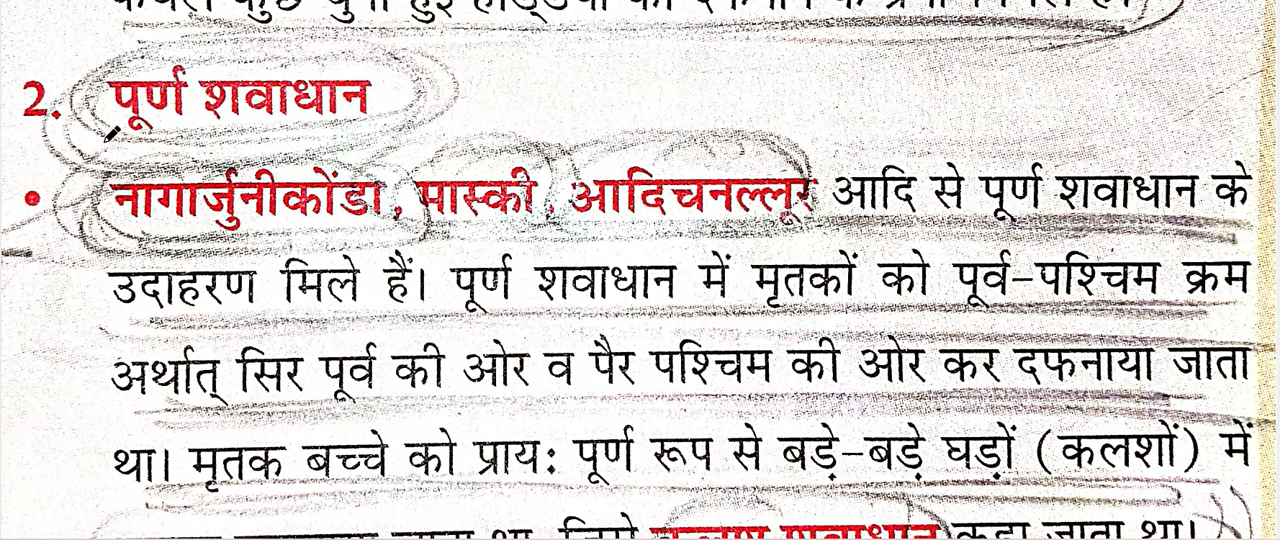 2. पूर्ण शवाधान
• नागार्जुनीकोंडा, मास्की, आदिचनल्लूर आदि से पूर्ण शवाधान के
उदाहरण मिले हैं। पूर्ण शवाधान में मृतकों को पूर्व-पश्चिम क्रम
अर्थात् सिर पूर्व की ओर व पैर पश्चिम की ओर कर दफनाया जाता
था। मृतक बच्चे को प्राय: पूर्ण रूप से बड़े-बड़े घड़ों (कलशों) में
कहा जाता था।